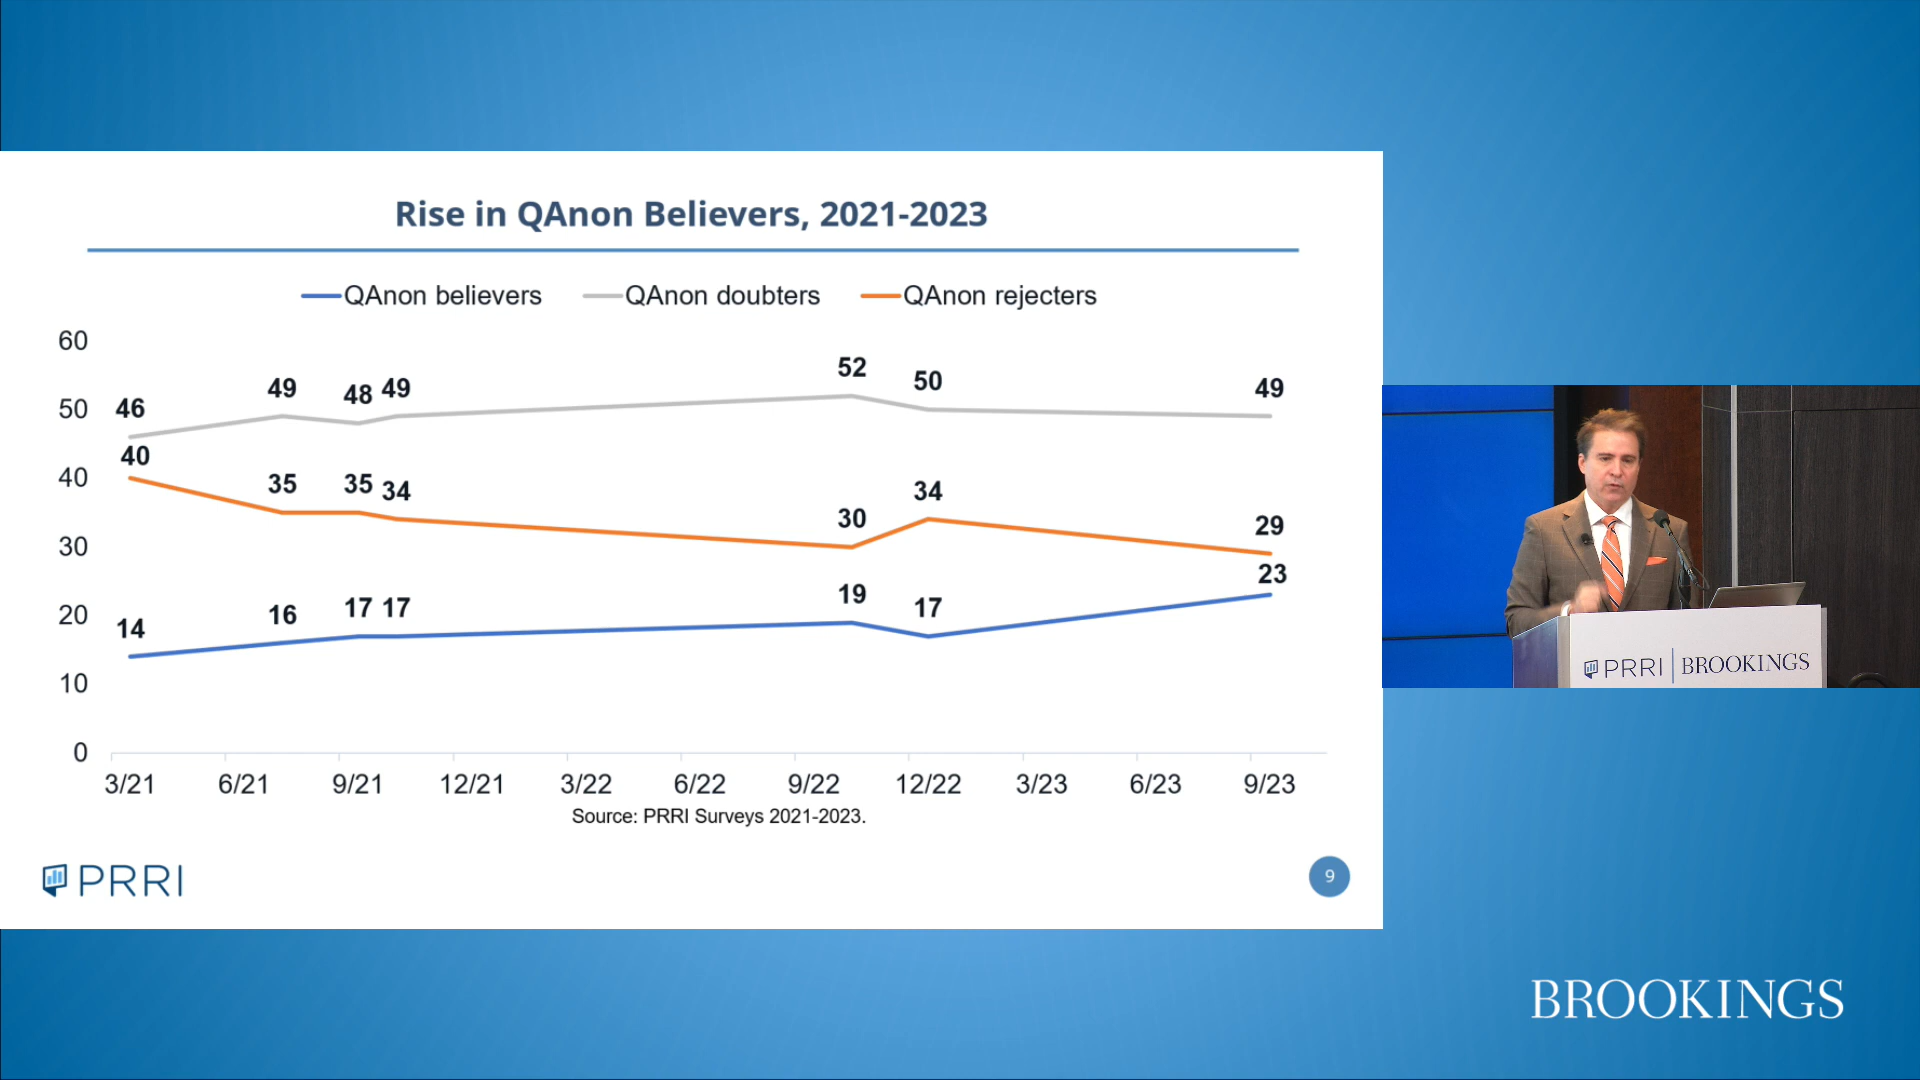 Rise in QAnon Believers, 2021-2023
QAnon believers QAnon doubters QAnon rejecters
60
50
40
30
20
10
0
46 49 48 49 52 50 49
40 35 35 34 30 34 29
14 16 17 17 19 17 23
3/21 6/21 9/21 12/21 3/22 6/22 9/22 12/22 3/23 6/23 9/23
Source: PRRI Surveys 2021-2023.
PRRI
9
PRRI BROOKINGS
BROOKINGS